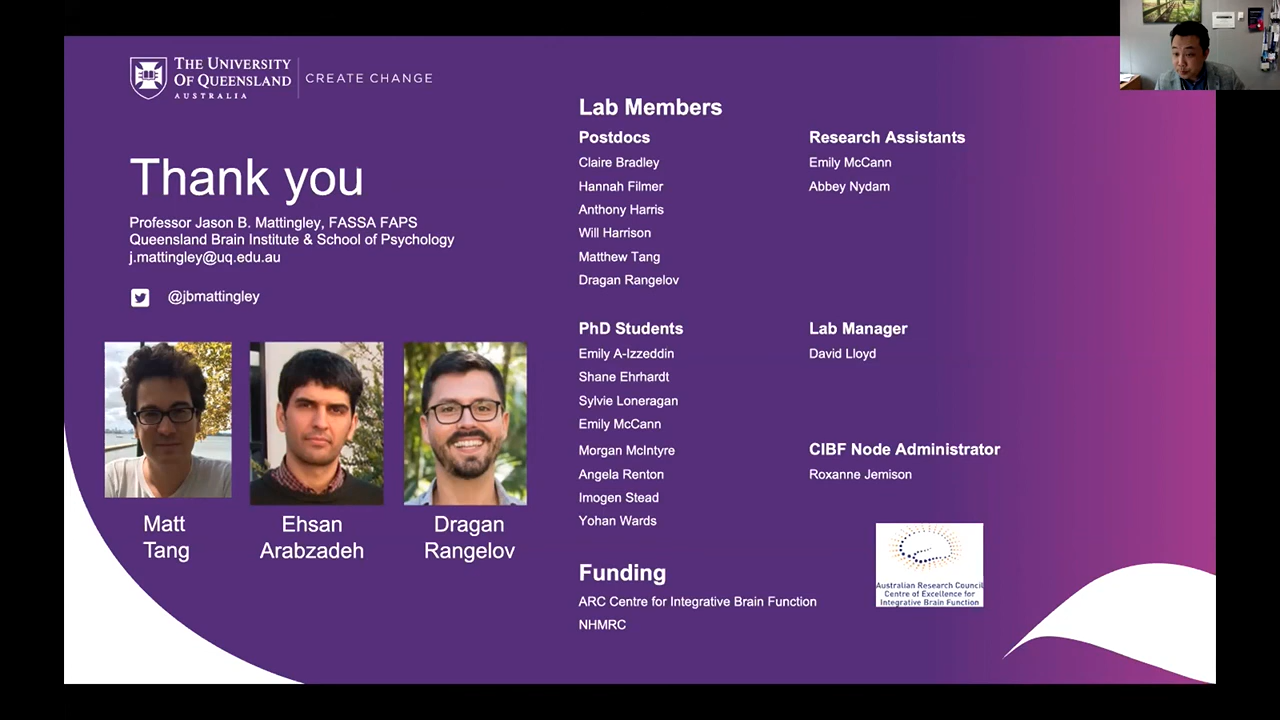 THE UNIVERSITY
OF QUEENSLAND
AUSTRALIA
CREATE CHANGE
Thank you
Professor Jason B. Mattingley, FASSA FAPS
Queensland Brain Institute & School of Psychology
j.mattingley@uq.edu.au
@jbmattingley
Matt
Tang
Ehsan
Arabzadeh
Dragan
Rangelov
Lab Members
Postdocs
Claire Bradley
Hannah Filmer
Anthony Harris
Will Harrison
Matthew Tang
Dragan Rangelov
Research Assistants
Emily McCann
Abbey Nydam
PhD Students
Emily A-Izzeddin
Shane Ehrhardt
Sylvie Loneragan
Emily McCann
Morgan McIntyre
Angela Renton
Imogen Stead
Yohan Wards
Lab Manager
David Lloyd
CIBF Node Administrator
Roxanne Jemison
Funding
ARC Centre for Integrative Brain Function
NHMRC
Australian Research Council
Centre of Excellence for
Integrative Brain Function